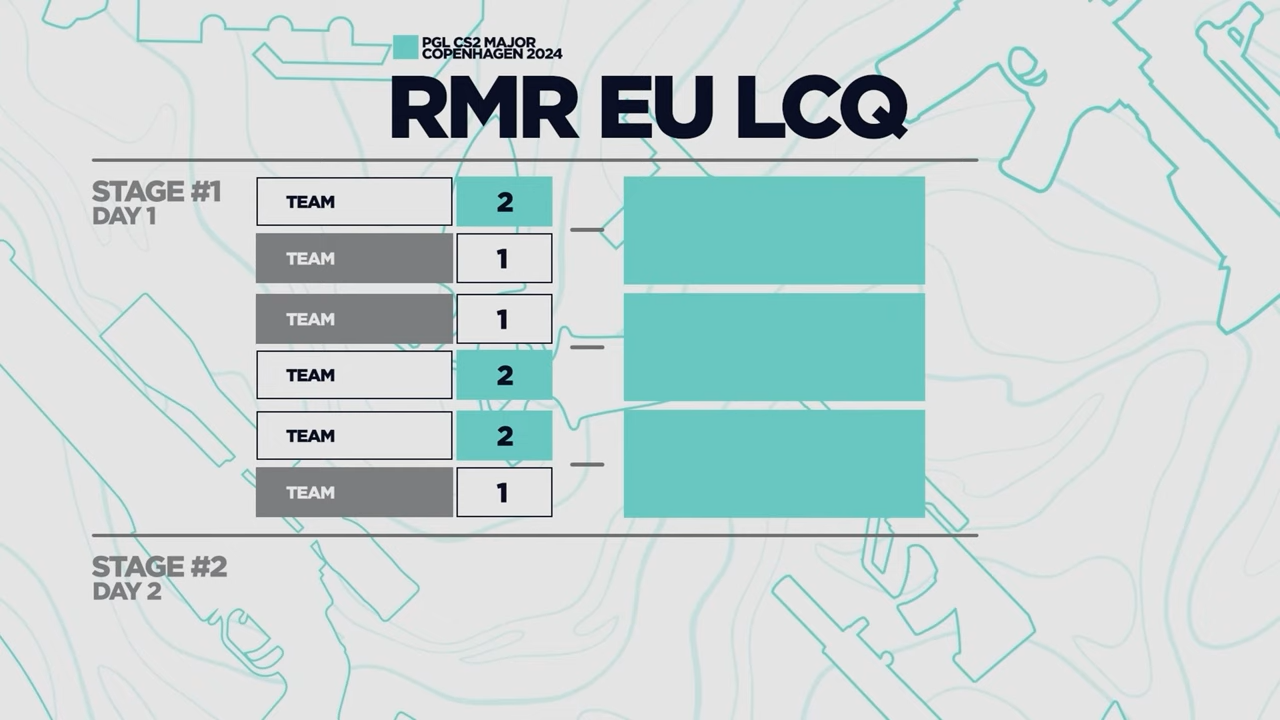 PGL CS2 MAJOR
COPENHAGEN 2024
RMR EU LCQ
STAGE #1
DAY 1
TEAM 2
TEAM 1
TEAM 1
TEAM 2
TEAM 2
TEAM 1
STAGE #2
DAY 2